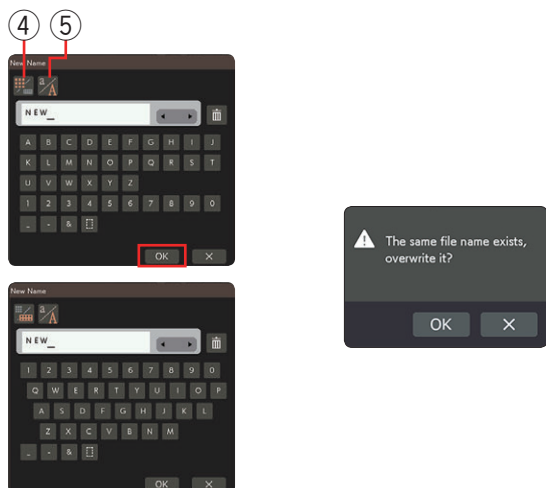 ④ ⑤
New Name
a/A
NEW_
A B C D E F G H I J
K L M N O P Q R S T
U V W X Y Z
1 2 3 4 5 6 7 8 9 0
_ - &
OK ×
The same file name exists,
overwrite it?
OK ×
New Name
a/A
NEW_
1 2 3 4 5 6 7 8 9 0
Q W E R T Y U I O P
A S D F G H J K L
Z X C V B N M
_ - &
OK ×